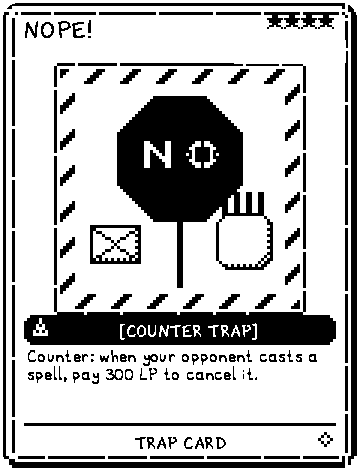 NOPE!
NO
[COUNTER TRAP]
Counter: when your opponent casts a
spell, pay 300 LP to cancel it.
TRAP CARD